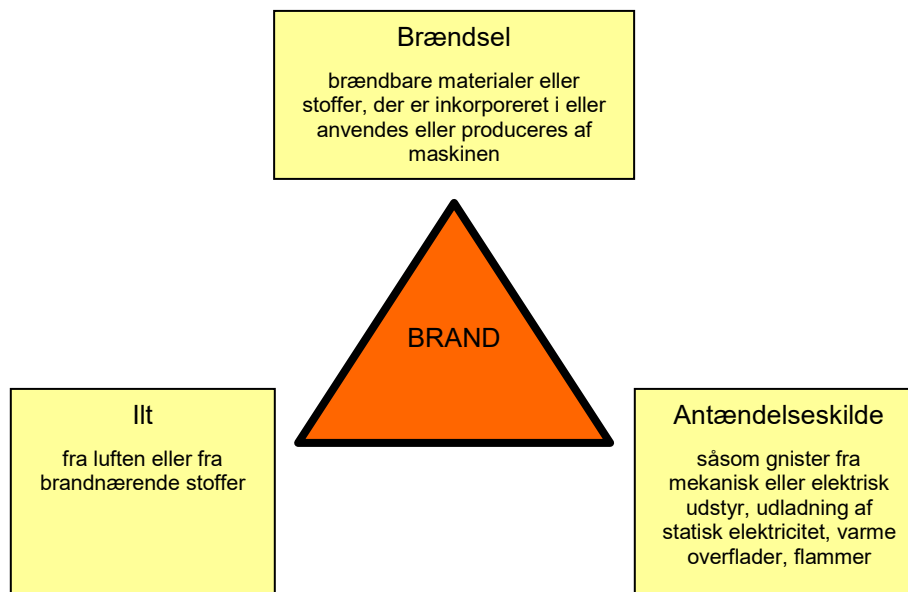 Brændsel
brændbare materialer eller
stoffer, der er inkorporeret i eller
anvendes eller produceres af
maskinen
BRAND
Ilt
fra luften eller fra
brandnærende stoffer
Antændelseskilde
såsom gnister fra
mekanisk eller elektrisk
udstyr, udladning af
statisk elektricitet, varme
overflader, flammer